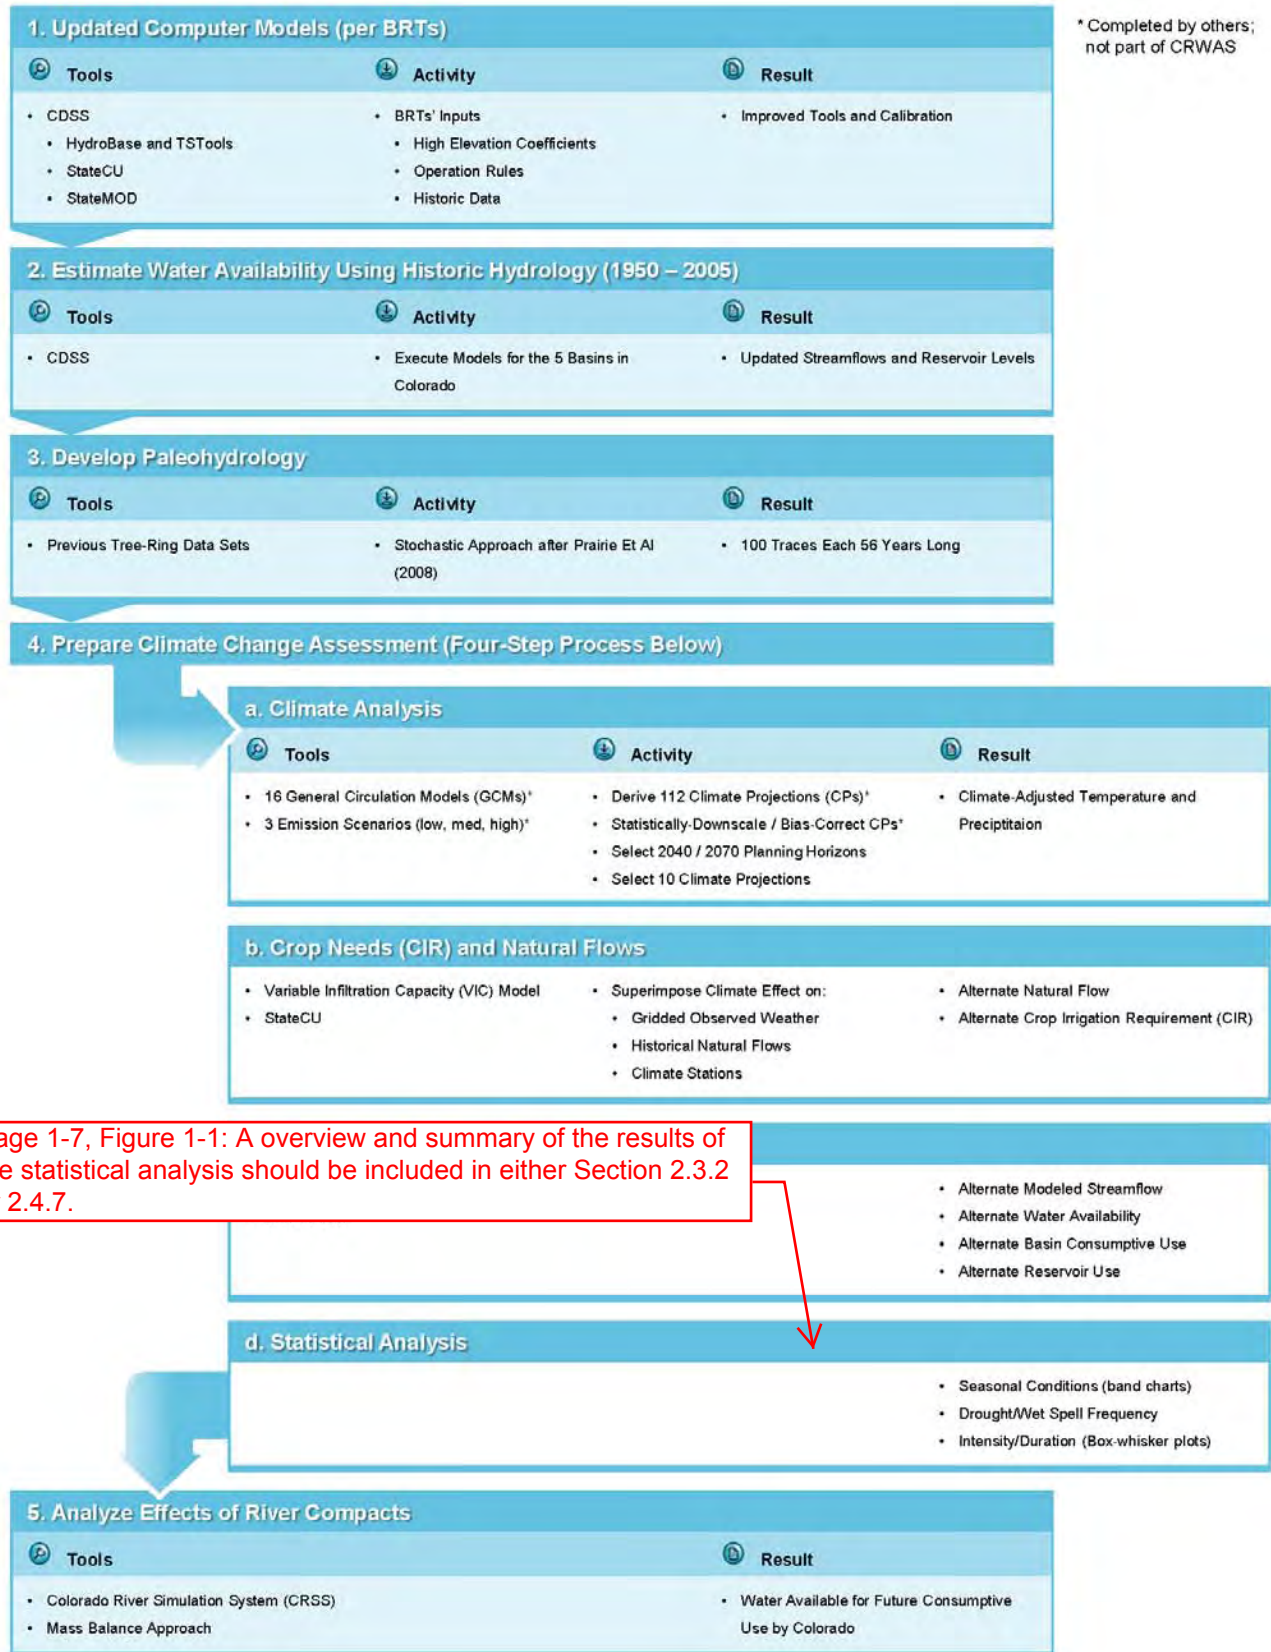 1. Updated Computer Models (per BRTs)
* Completed by others;
not part of CRWAS
Tools
Activity
Result
• CDSS
• HydroBase and TSTools
• StateCU
• StateMOD
• BRTs' Inputs
• High Elevation Coefficients
• Operation Rules
• Historic Data
• Improved Tools and Calibration
2. Estimate Water Availability Using Historic Hydrology (1950 – 2005)
Tools
Activity
Result
• CDSS
• Execute Models for the 5 Basins in
Colorado
• Updated Streamflows and Reservoir Levels
3. Develop Paleohydrology
Tools
Activity
Result
• Previous Tree-Ring Data Sets
• Stochastic Approach after Prairie Et Al
(2008)
• 100 Traces Each 56 Years Long
4. Prepare Climate Change Assessment (Four-Step Process Below)
a. Climate Analysis
Tools
Activity
Result
• 16 General Circulation Models (GCMs)*
• 3 Emission Scenarios (low, med, high)*
• Derive 112 Climate Projections (CPs)*
• Statistically-Downscale / Bias-Correct CPs*
• Select 2040 / 2070 Planning Horizons
• Select 10 Climate Projections
• Climate-Adjusted Temperature and
Preciptitaion
b. Crop Needs (CIR) and Natural Flows
• Variable Infiltration Capacity (VIC) Model
• StateCU
• Superimpose Climate Effect on:
• Gridded Observed Weather
• Historical Natural Flows
• Climate Stations
• Alternate Natural Flow
• Alternate Crop Irrigation Requirement (CIR)
age 1-7, Figure 1-1: A overview and summary of the results of
e statistical analysis should be included in either Section 2.3.2
2.4.7.
• Alternate Modeled Streamflow
• Alternate Water Availability
• Alternate Basin Consumptive Use
• Alternate Reservoir Use
d. Statistical Analysis
• Seasonal Conditions (band charts)
• Drought/Wet Spell Frequency
• Intensity/Duration (Box-whisker plots)
5. Analyze Effects of River Compacts
Tools
Result
• Colorado River Simulation System (CRSS)
• Mass Balance Approach
• Water Available for Future Consumptive
Use by Colorado